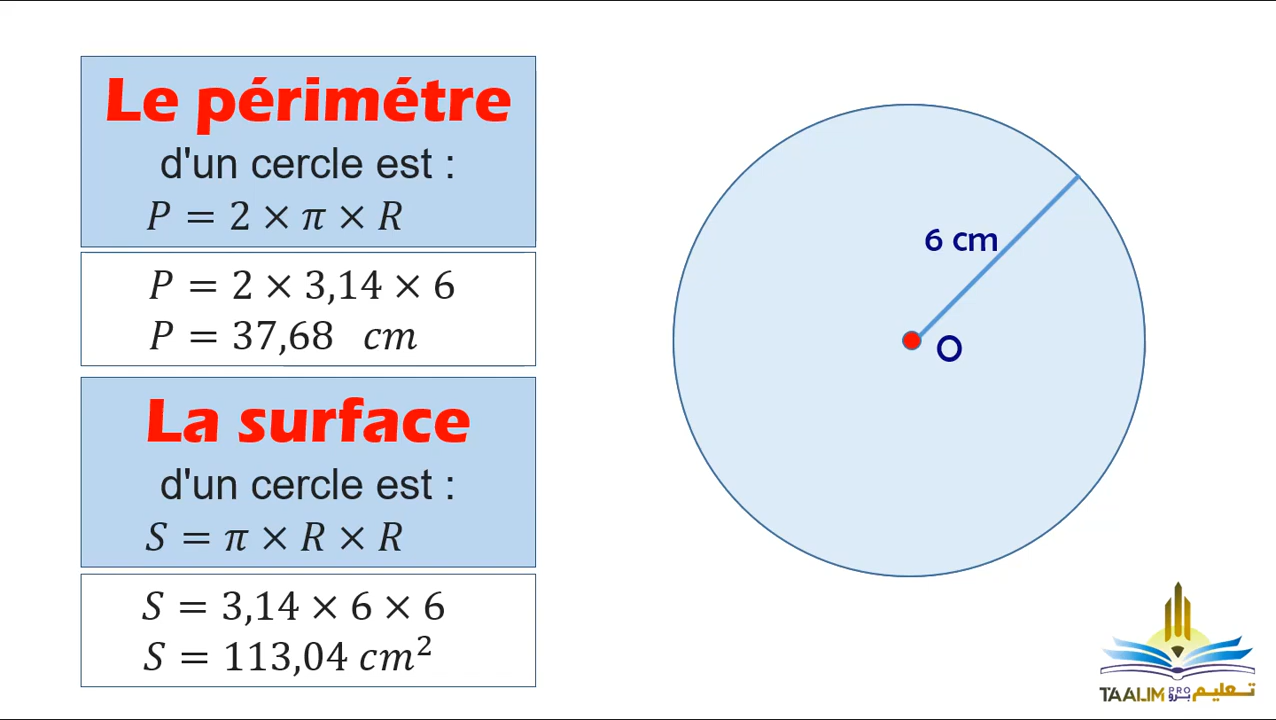 Le périmétre
d'un cercle est :
P = 2 × π × R
P = 2 × 3,14 × 6
P = 37,68 cm
La surface
d'un cercle est :
S = π × R × R
S = 3,14 × 6 × 6
S = 113,04 cm²
6 cm
O
TAALIM PRO تعليم برو